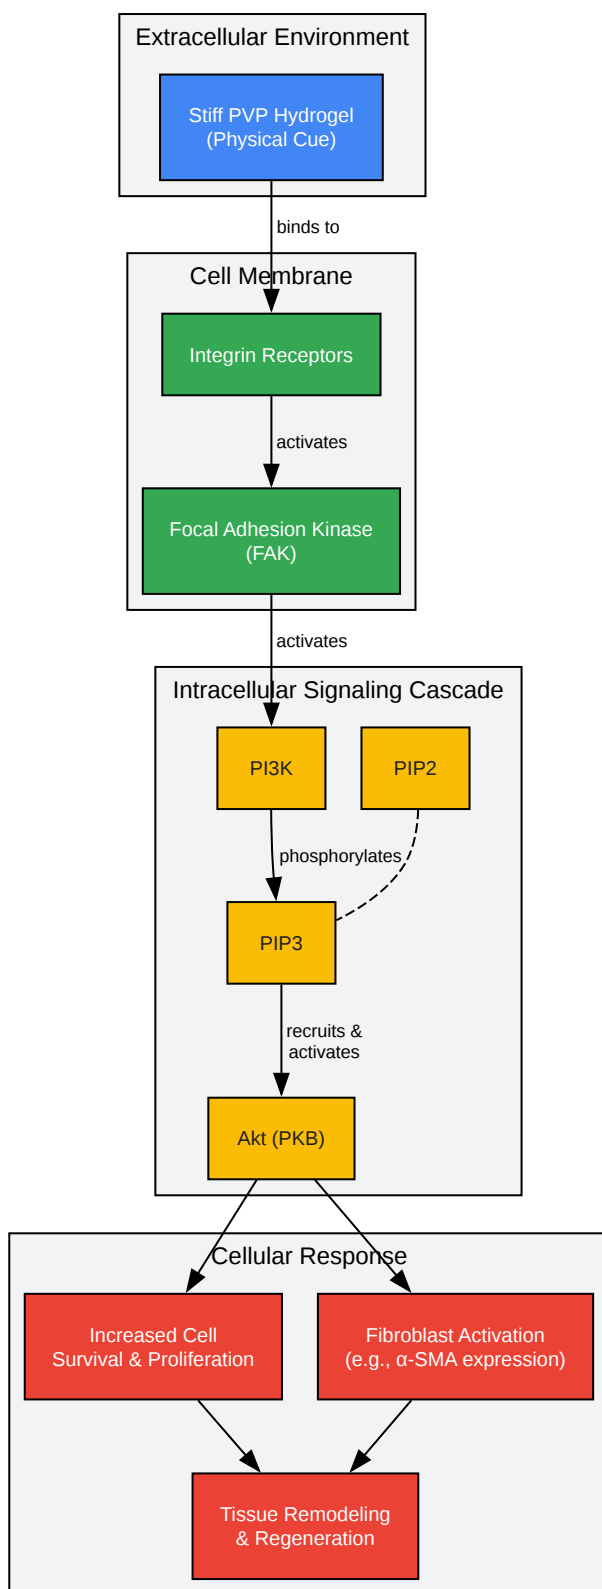 Extracellular Environment
Stiff PVP Hydrogel
(Physical Cue)
binds to
Cell Membrane
Integrin Receptors
activates
Focal Adhesion Kinase
(FAK)
activates
Intracellular Signaling Cascade
PI3K
PIP2
phosphorylates
PIP3
recruits &
activates
Akt (PKB)
Cellular Response
Increased Cell
Survival & Proliferation
Fibroblast Activation
(e.g., α-SMA expression)
Tissue Remodeling
& Regeneration